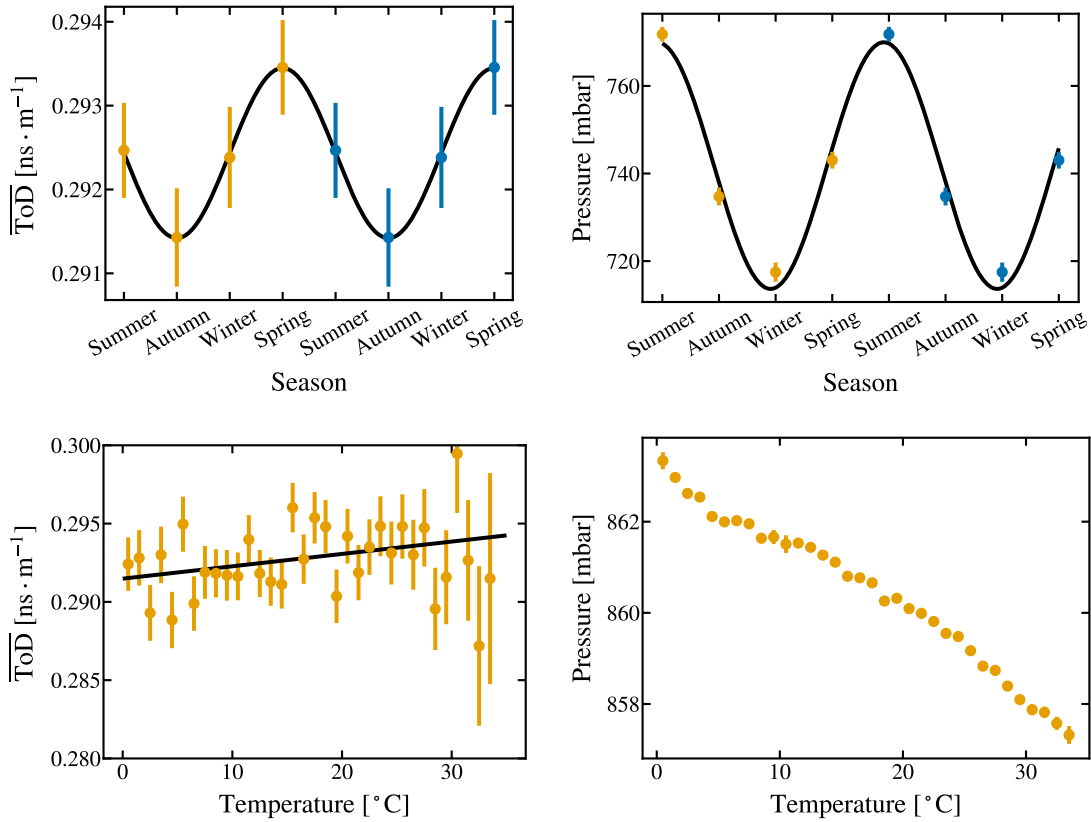 0.294
0.293
0.292
0.291
ToD [ns · m⁻¹]
Summer
Autumn
Winter
Spring
Summer
Autumn
Winter
Spring
Season
760
740
720
Pressure [mbar]
Summer
Autumn
Winter
Spring
Summer
Autumn
Winter
Spring
Season
0.300
0.295
0.290
0.285
0.280
ToD [ns · m⁻¹]
0 10 20 30
Temperature [°C]
862
860
858
Pressure [mbar]
0 10 20 30
Temperature [°C]